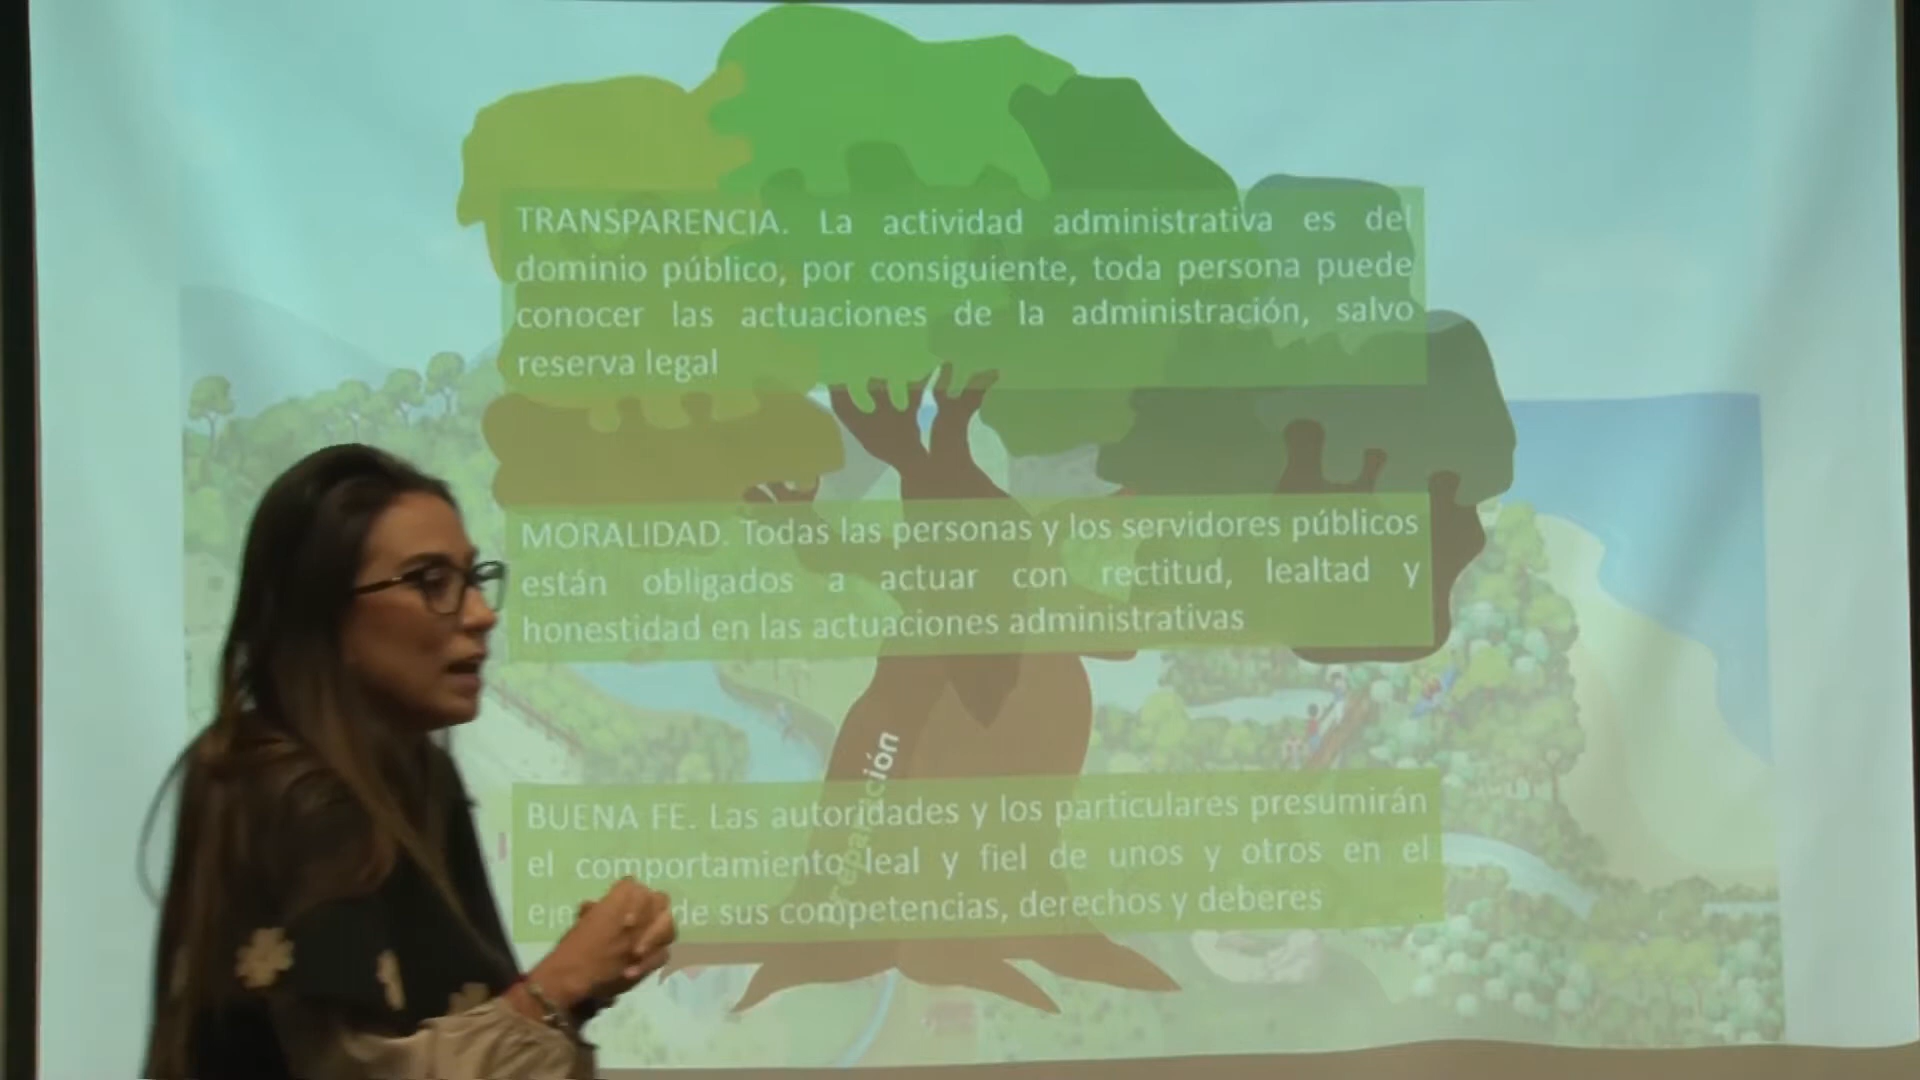 TRANSPARENCIA. La actividad administrativa es del
dominio público, por consiguiente, toda persona puede
conocer las actuaciones de la administración, salvo
reserva legal
MORALIDAD. Todas las personas y los servidores públicos
están obligados a actuar con rectitud, lealtad y
honestidad en las actuaciones administrativas
BUENA FE. Las autoridades y los particulares presumirán
el comportamiento leal y fiel de unos y otros en el
de sus competencias, derechos y deberes
reparición